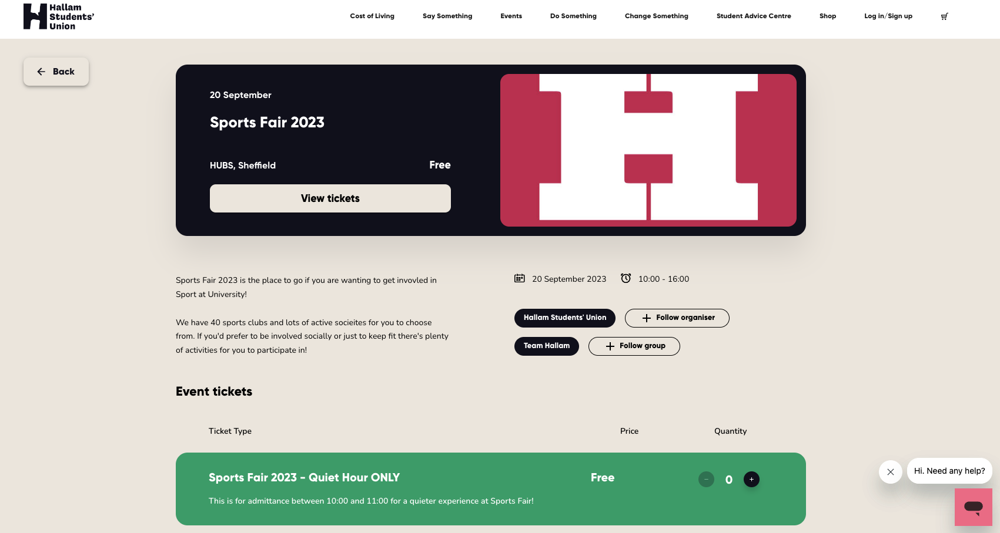 Hallam
Students'
Union
Cost of Living
Say Something
Events
Do Something
Change Something
Student Advice Centre
Shop
Log in/Sign up
Back
20 September
Sports Fair 2023
HUBS, Sheffield
Free
View tickets
H
Sports Fair 2023 is the place to go if you are wanting to get invovled in
Sport at University!
We have 40 sports clubs and lots of active socieites for you to choose
from. If you'd prefer to be involved socially or just to keep fit there's plenty
of activities for you to participate in!
20 September 2023
10:00 - 16:00
Hallam Students' Union
Follow organiser
Team Hallam
Follow group
Event tickets
Ticket Type
Price
Quantity
Sports Fair 2023 - Quiet Hour ONLY
Free
- 0 +
This is for admittance between 10:00 and 11:00 for a quieter experience at Sports Fair!
Hi. Need any help?